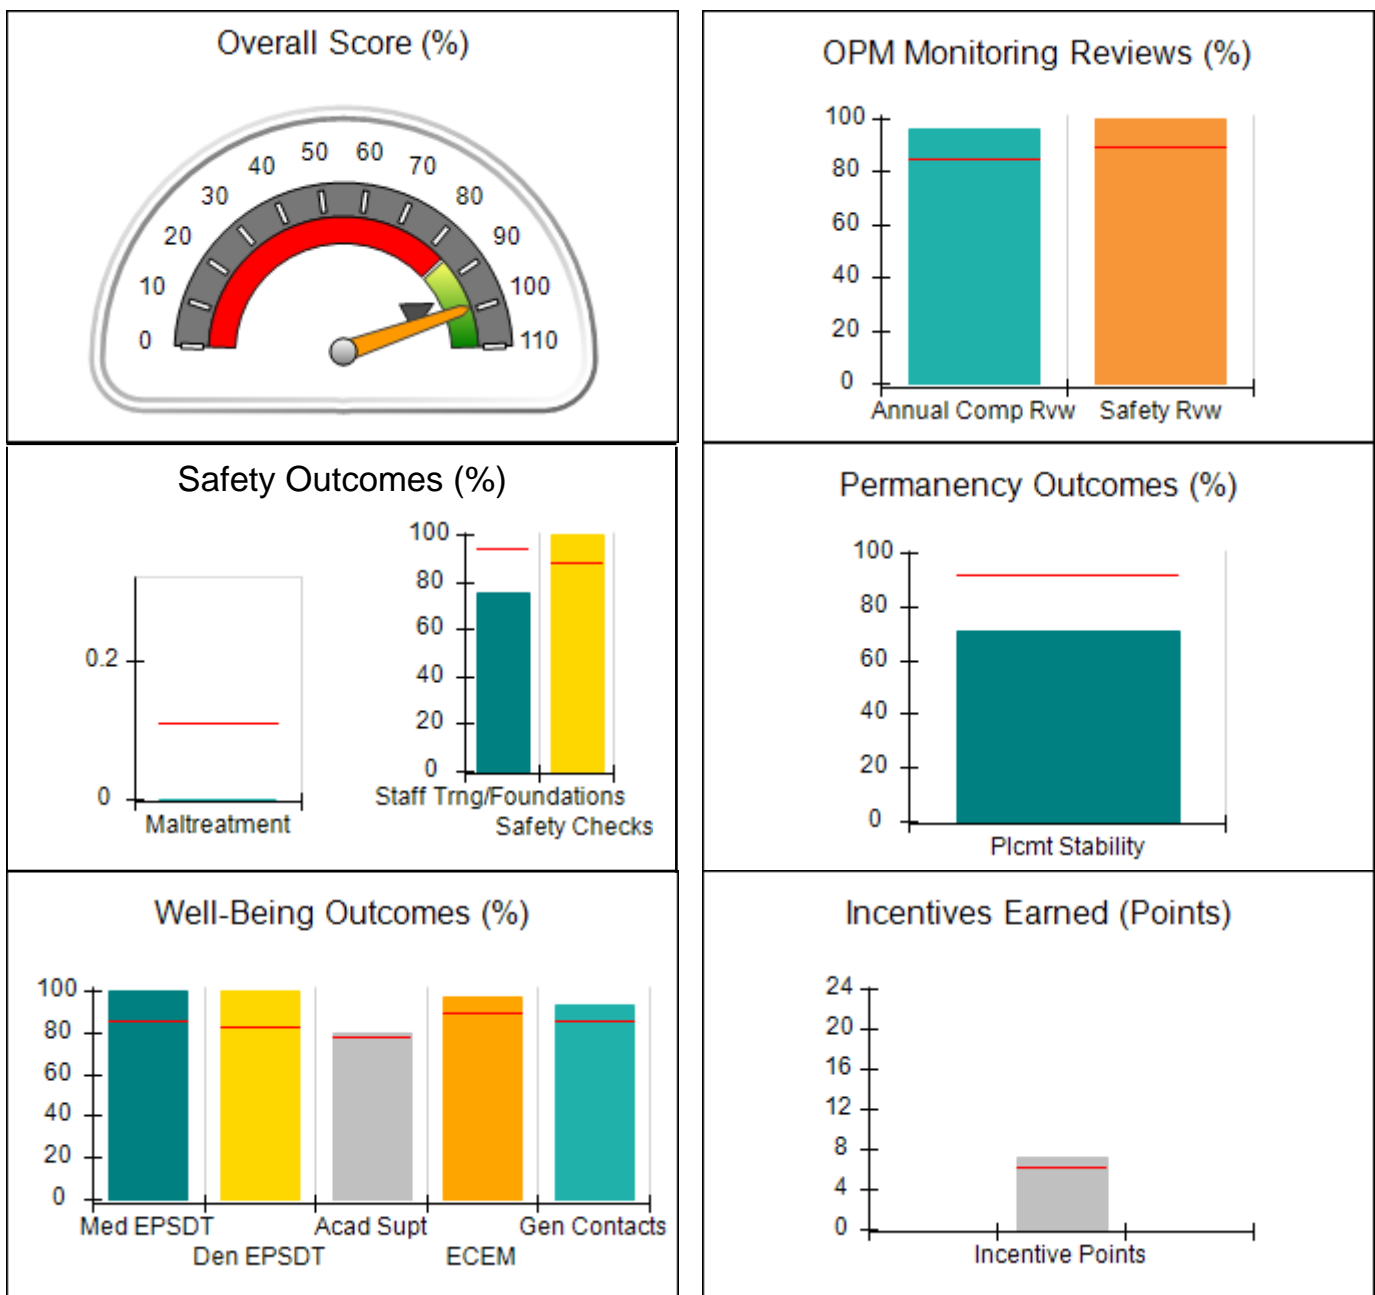 Overall Score (%)
0
10
20
30
40
50
60
70
80
90
100
110
OPM Monitoring Reviews (%)
100
80
60
40
20
0
Annual Comp Rvw
Safety Rvw
Safety Outcomes (%)
0.2
0
Maltreatment
100
80
60
40
20
0
Staff Trng/Foundations
Safety Checks
Permanency Outcomes (%)
100
80
60
40
20
0
Plcmt Stability
Well-Being Outcomes (%)
100
80
60
40
20
0
Med EPSDT
Den EPSDT
Acad Supt
ECEM
Gen Contacts
Incentives Earned (Points)
24
20
16
12
8
4
0
Incentive Points